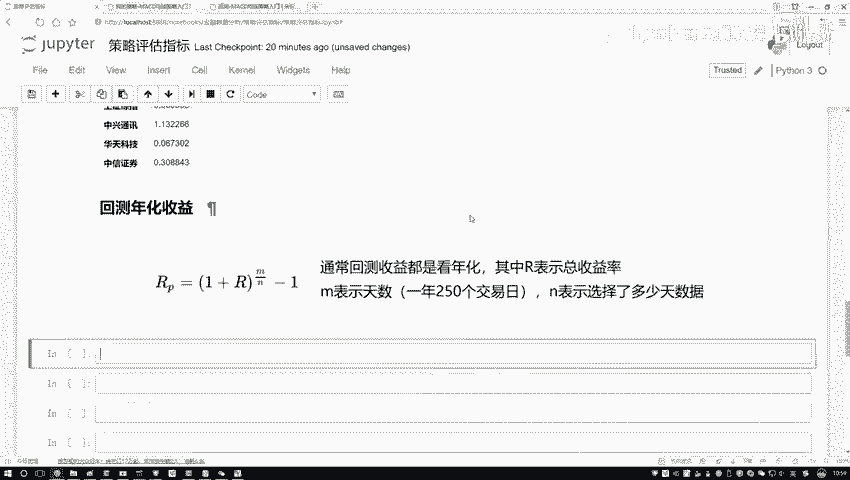 jupyter 策略评估指标 Last Checkpoint: 20 minutes ago (unsaved changes)
Logout
File Edit View Insert Cell Kernel Widgets Help
Trusted Python 3
Code
中兴通讯 1.132266
华天科技 0.067302
中信证券 0.308843
回测年化收益 ¶
R_p = (1 + R)^{m/n} − 1
通常回测收益都是看年化，其中R表示总收益率
m表示天数（一年250个交易日），n表示选择了多少天数据
In [ ]:
In [ ]:
In [ ]:
In [ ]:
10:59